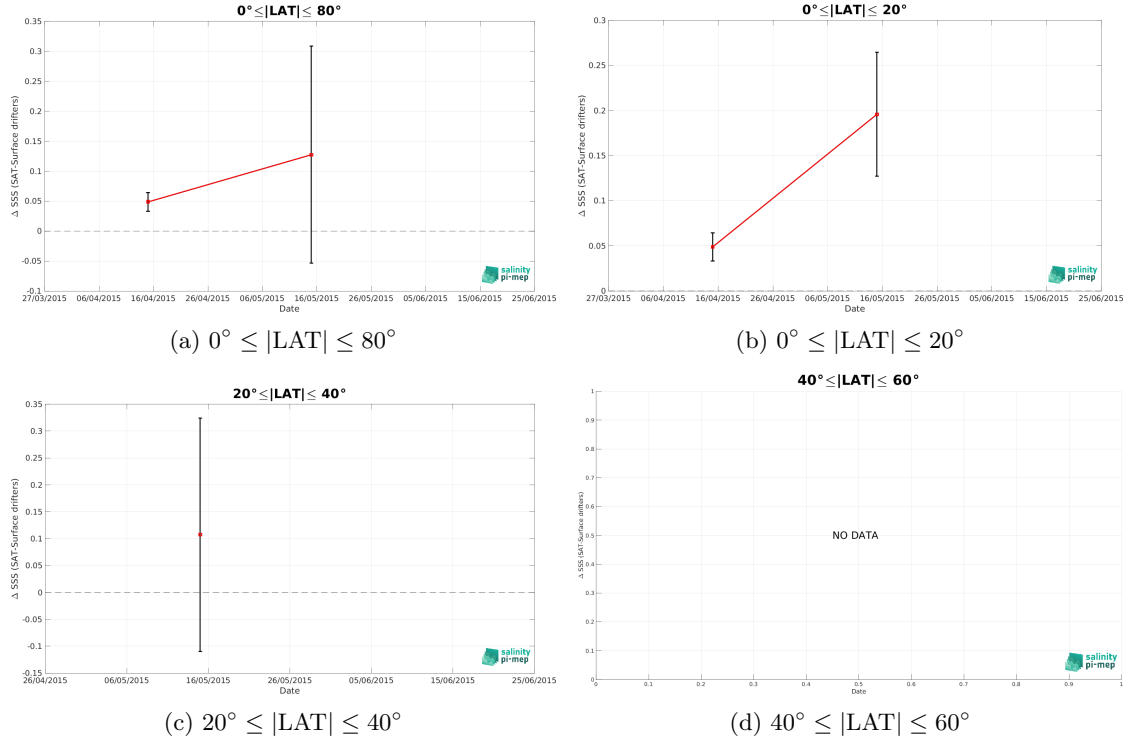 0°≤|LAT|≤ 80°
0.35
0.3
0.25
0.2
0.15
0.1
0.05
0
-0.05
-0.1
Δ SSS (SAT-Surface drifters)
27/03/2015 06/04/2015 16/04/2015 26/04/2015 06/05/2015 16/05/2015 26/05/2015 05/06/2015 15/06/2015 25/06/2015
Date
salinity
pi-mep
(a) 0° ≤ |LAT| ≤ 80°
0°≤|LAT|≤ 20°
0.3
0.25
0.2
0.15
0.1
0.05
0
Δ SSS (SAT-Surface drifters)
27/03/2015 06/04/2015 16/04/2015 26/04/2015 06/05/2015 16/05/2015 26/05/2015 05/06/2015 15/06/2015 25/06/2015
Date
salinity
pi-mep
(b) 0° ≤ |LAT| ≤ 20°
20°≤|LAT|≤ 40°
0.35
0.3
0.25
0.2
0.15
0.1
0.05
0
-0.05
-0.1
-0.15
Δ SSS (SAT-Surface drifters)
26/04/2015 06/05/2015 16/05/2015 26/05/2015 05/06/2015 15/06/2015 25/06/2015
Date
salinity
pi-mep
(c) 20° ≤ |LAT| ≤ 40°
40°≤|LAT|≤ 60°
1
0.9
0.8
0.7
0.6
0.5
0.4
0.3
0.2
0.1
0
Δ SSS (SAT-Surface drifters)
NO DATA
0 0.1 0.2 0.3 0.4 0.5 0.6 0.7 0.8 0.9 1
Date
salinity
pi-mep
(d) 40° ≤ |LAT| ≤ 60°